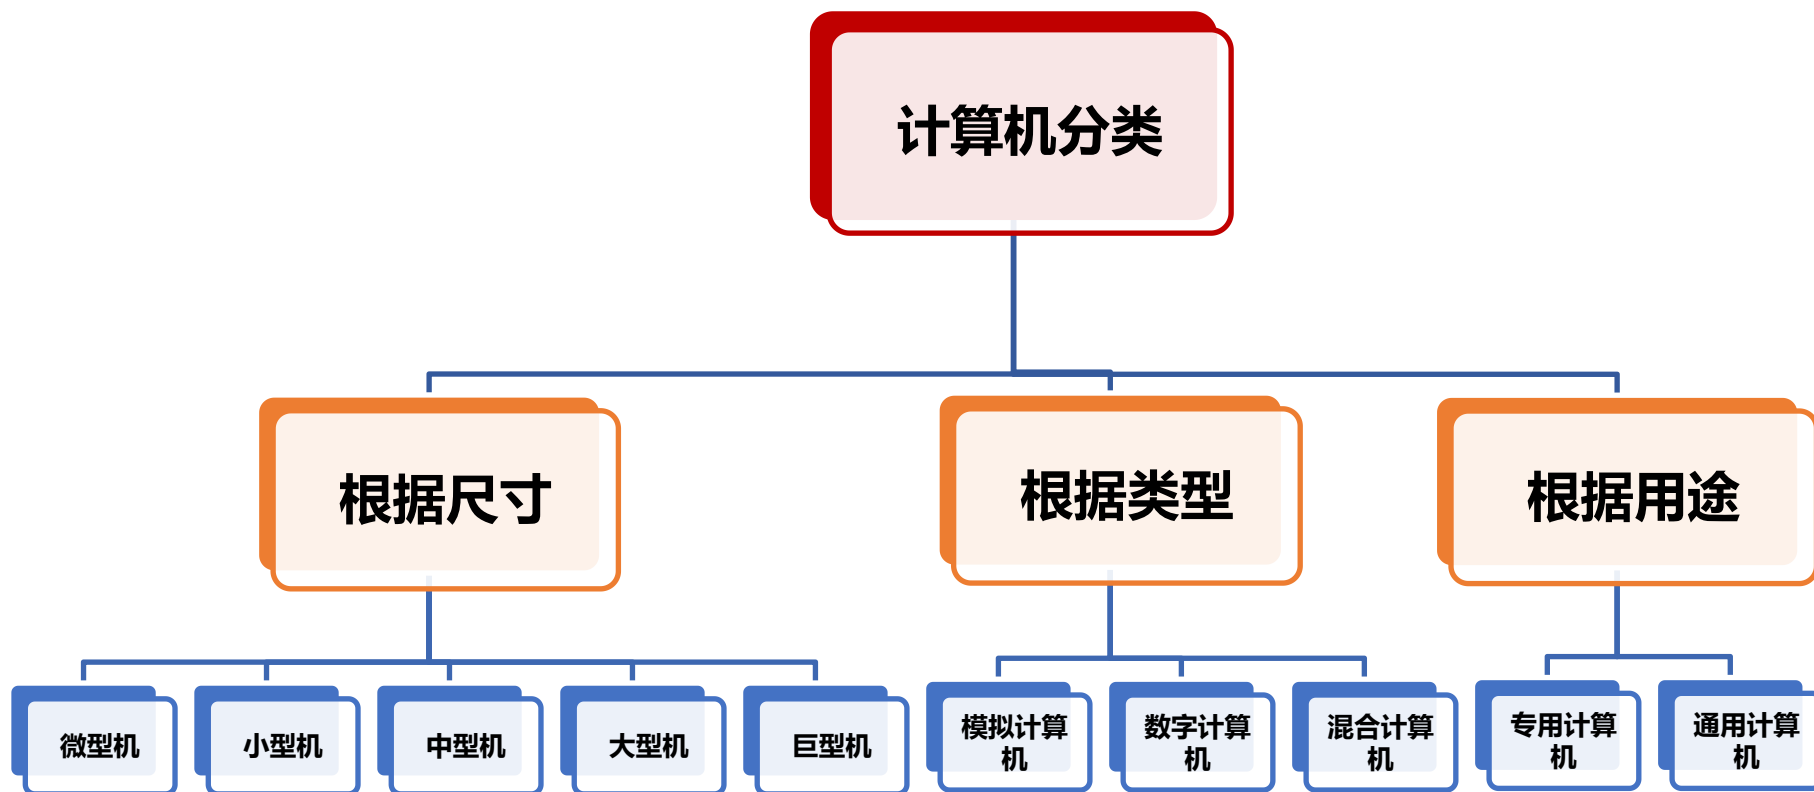 计算机分类
根据尺寸
根据类型
根据用途
微型机
小型机
中型机
大型机
巨型机
模拟计算
机
数字计算
机
混合计算
机
专用计算
机
通用计算
机